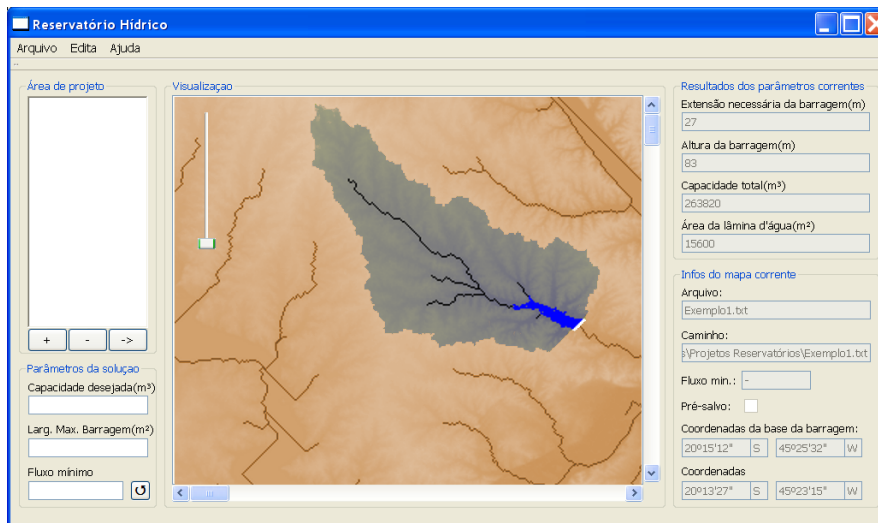 Reservatório Hídrico
Arquivo Edita Ajuda
Área de projeto
+ - ->
Parâmetros da soluçao
Capacidade desejada(m³)
Larg. Max. Barragem(m²)
Fluxo mínimo
Visualizaçao
Resultados dos parâmetros correntes
Extensão necessária da barragem(m)
27
Altura da barragem(m)
83
Capacidade total(m³)
263820
Área da lâmina d'água(m²)
15600
Infos do mapa corrente
Arquivo:
Exemplo1.txt
Caminho:
s\Projetos Reservatórios\Exemplo1.txt
Fluxo min.: -
Pré-salvo:
Coordenadas da base da barragem:
20º15'12" S 45º25'32" W
Coordenadas
20º13'27" S 45º23'15" W